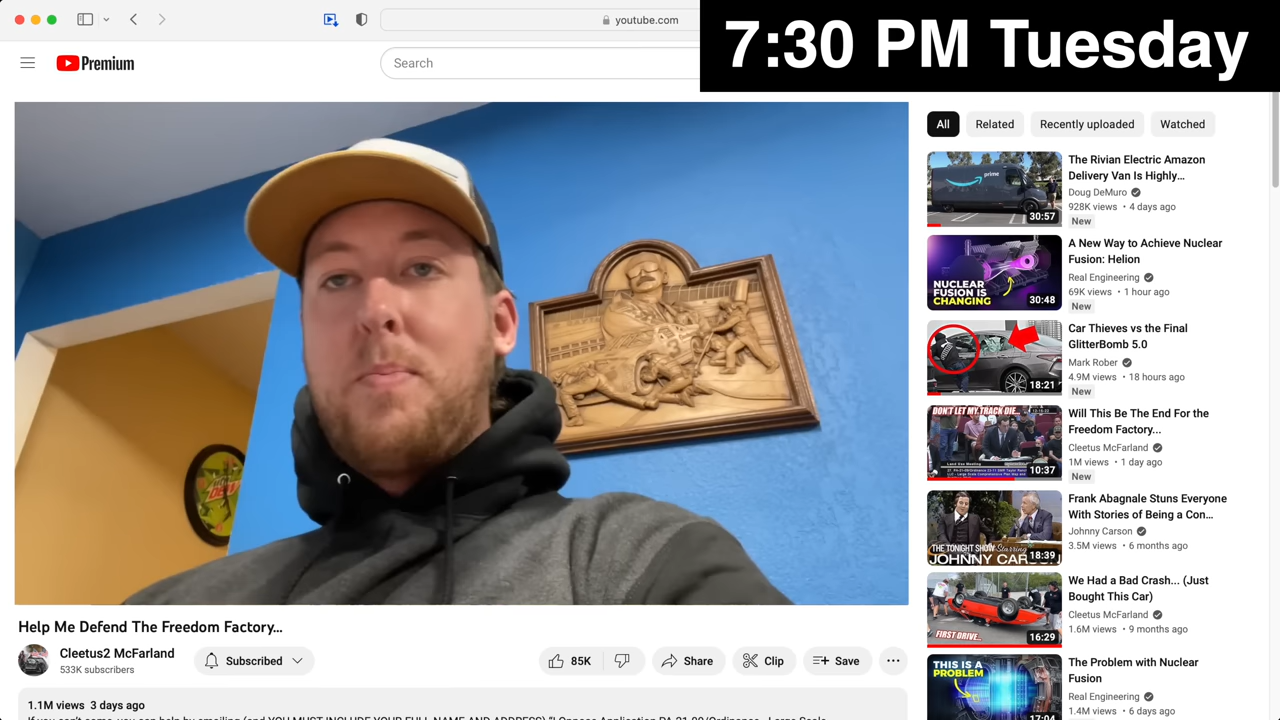 youtube.com
7:30 PM Tuesday
Premium
Search
All
Related
Recently uploaded
Watched
prime
30:57
The Rivian Electric Amazon
Delivery Van Is Highly...
Doug DeMuro
928K views • 4 days ago
New
NUCLEAR
FUSION IS
CHANGING
30:48
A New Way to Achieve Nuclear
Fusion: Helion
Real Engineering
69K views • 1 hour ago
New
18:21
Car Thieves vs the Final
GlitterBomb 5.0
Mark Rober
4.9M views • 18 hours ago
New
DON'T LET MY TRACK DIE...
Land Use Meeting
10:37
Will This Be The End For the
Freedom Factory...
Cleetus McFarland
1M views • 1 day ago
New
THE TONIGHT SHOW Starring
JOHNNY CARSON
18:39
Frank Abagnale Stuns Everyone
With Stories of Being a Con...
Johnny Carson
3.5M views • 6 months ago
FIRST DRIVE...
16:29
We Had a Bad Crash... (Just
Bought This Car)
Cleetus McFarland
1.6M views • 9 months ago
THIS IS A
PROBLEM
17:04
The Problem with Nuclear
Fusion
Real Engineering
1.4M views • 6 months ago
Help Me Defend The Freedom Factory...
Cleetus2 McFarland
533K subscribers
Subscribed
85K
Share
Clip
Save
1.1M views 3 days ago